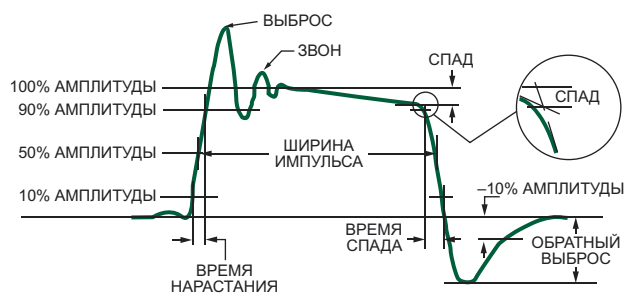 ВЫБРОС
ЗВОН
СПАД
СПАД
100% АМПЛИТУДЫ
90% АМПЛИТУДЫ
50% АМПЛИТУДЫ
ШИРИНА
ИМПУЛЬСА
10% АМПЛИТУДЫ
–10% АМПЛИТУДЫ
ВРЕМЯ
СПАДА
ОБРАТНЫЙ
ВЫБРОС
ВРЕМЯ
НАРАСТАНИЯ